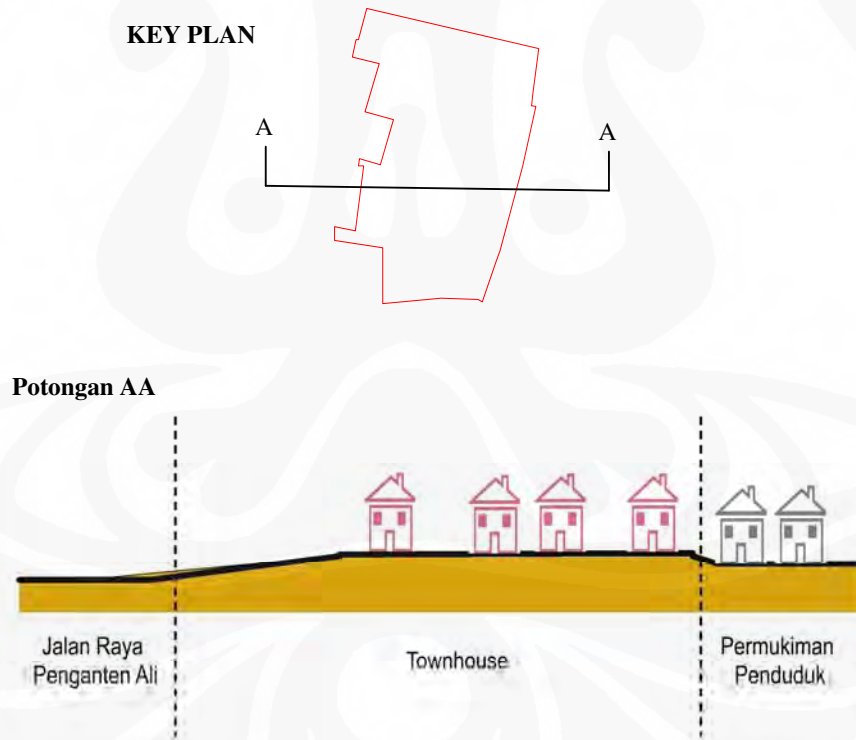 KEY PLAN
A
A
Potongan AA
Jalan Raya
Penganten Ali
Townhouse
Permukiman
Penduduk